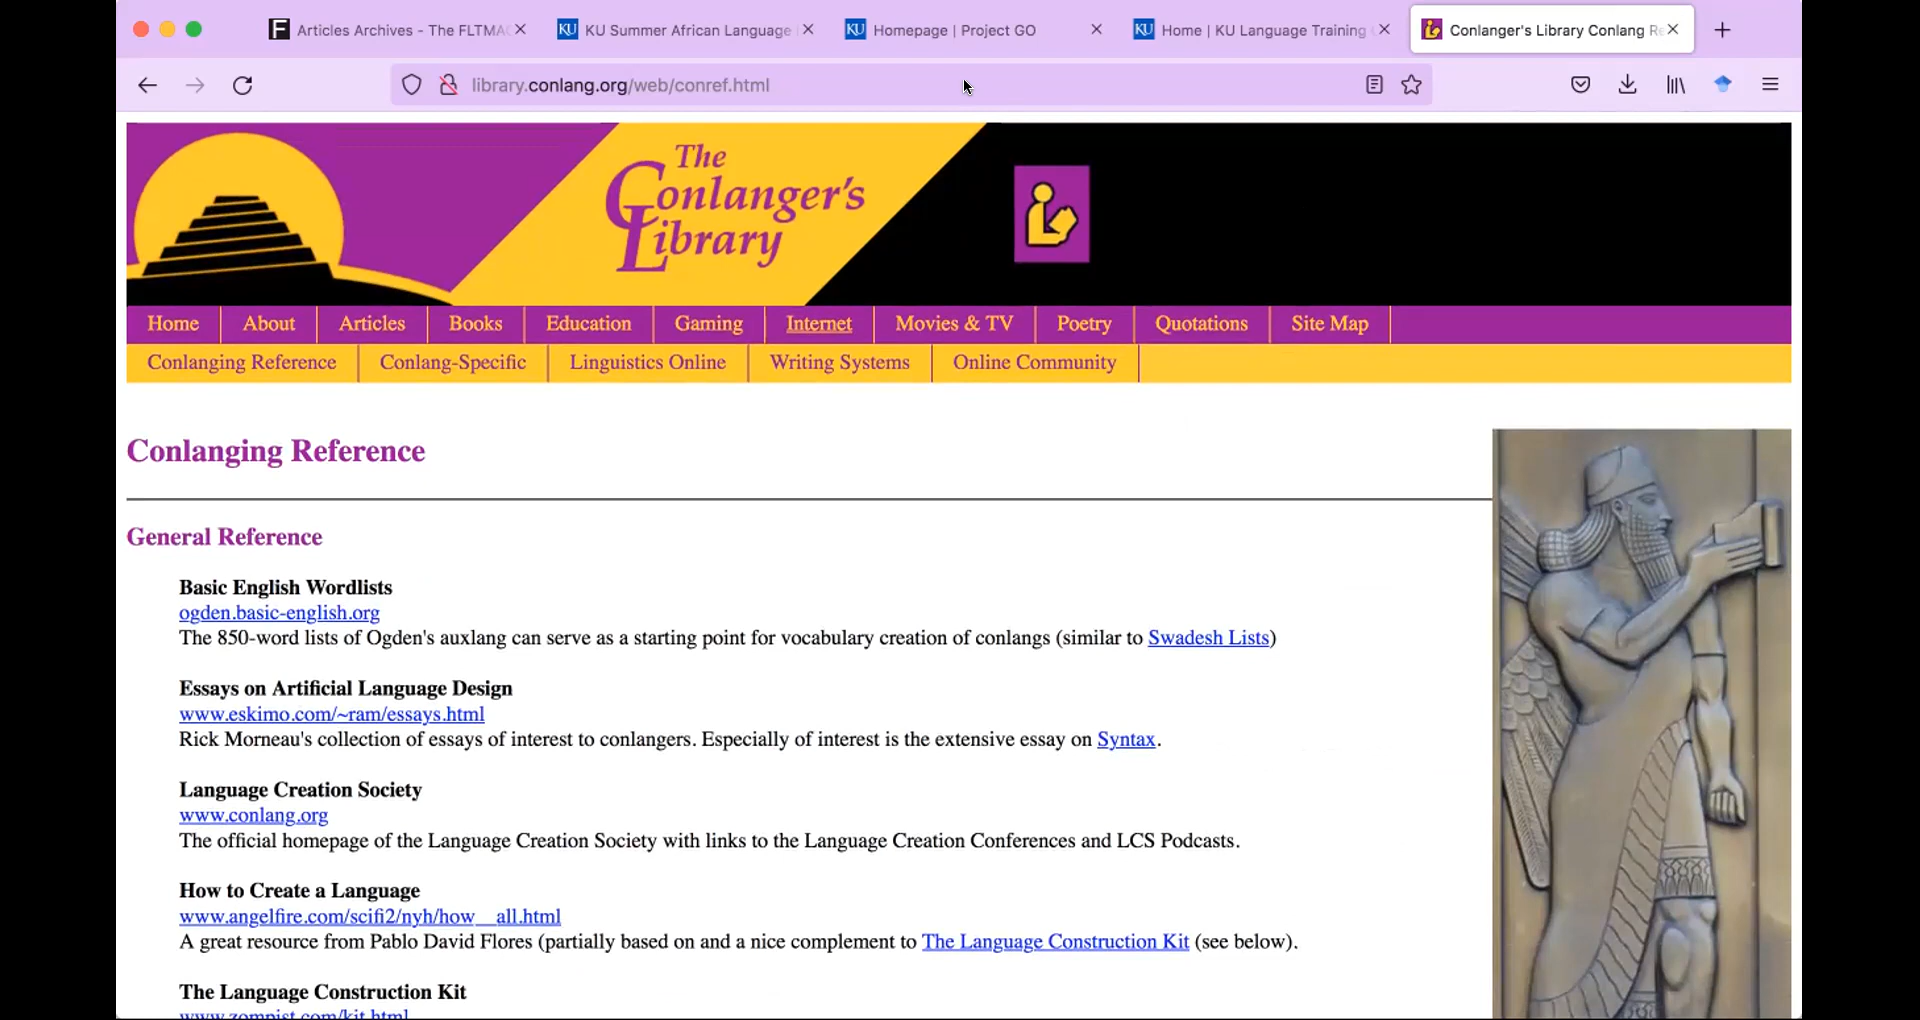 Articles Archives - The FLTMA
KU Summer African Language
Homepage | Project GO
Home | KU Language Training
Conlanger's Library Conlang Re
library.conlang.org/web/conref.html
The
Conlanger's
Library
Home About Articles Books Education Gaming Internet Movies & TV Poetry Quotations Site Map
Conlanging Reference Conlang-Specific Linguistics Online Writing Systems Online Community
Conlanging Reference
General Reference
Basic English Wordlists
ogden.basic-english.org
The 850-word lists of Ogden's auxlang can serve as a starting point for vocabulary creation of conlangs (similar to Swadesh Lists)
Essays on Artificial Language Design
www.eskimo.com/~ram/essays.html
Rick Morneau's collection of essays of interest to conlangers. Especially of interest is the extensive essay on Syntax.
Language Creation Society
www.conlang.org
The official homepage of the Language Creation Society with links to the Language Creation Conferences and LCS Podcasts.
How to Create a Language
www.angelfire.com/scifi2/nyh/how__all.html
A great resource from Pablo David Flores (partially based on and a nice complement to The Language Construction Kit (see below).
The Language Construction Kit
www.zompist.com/kit.html